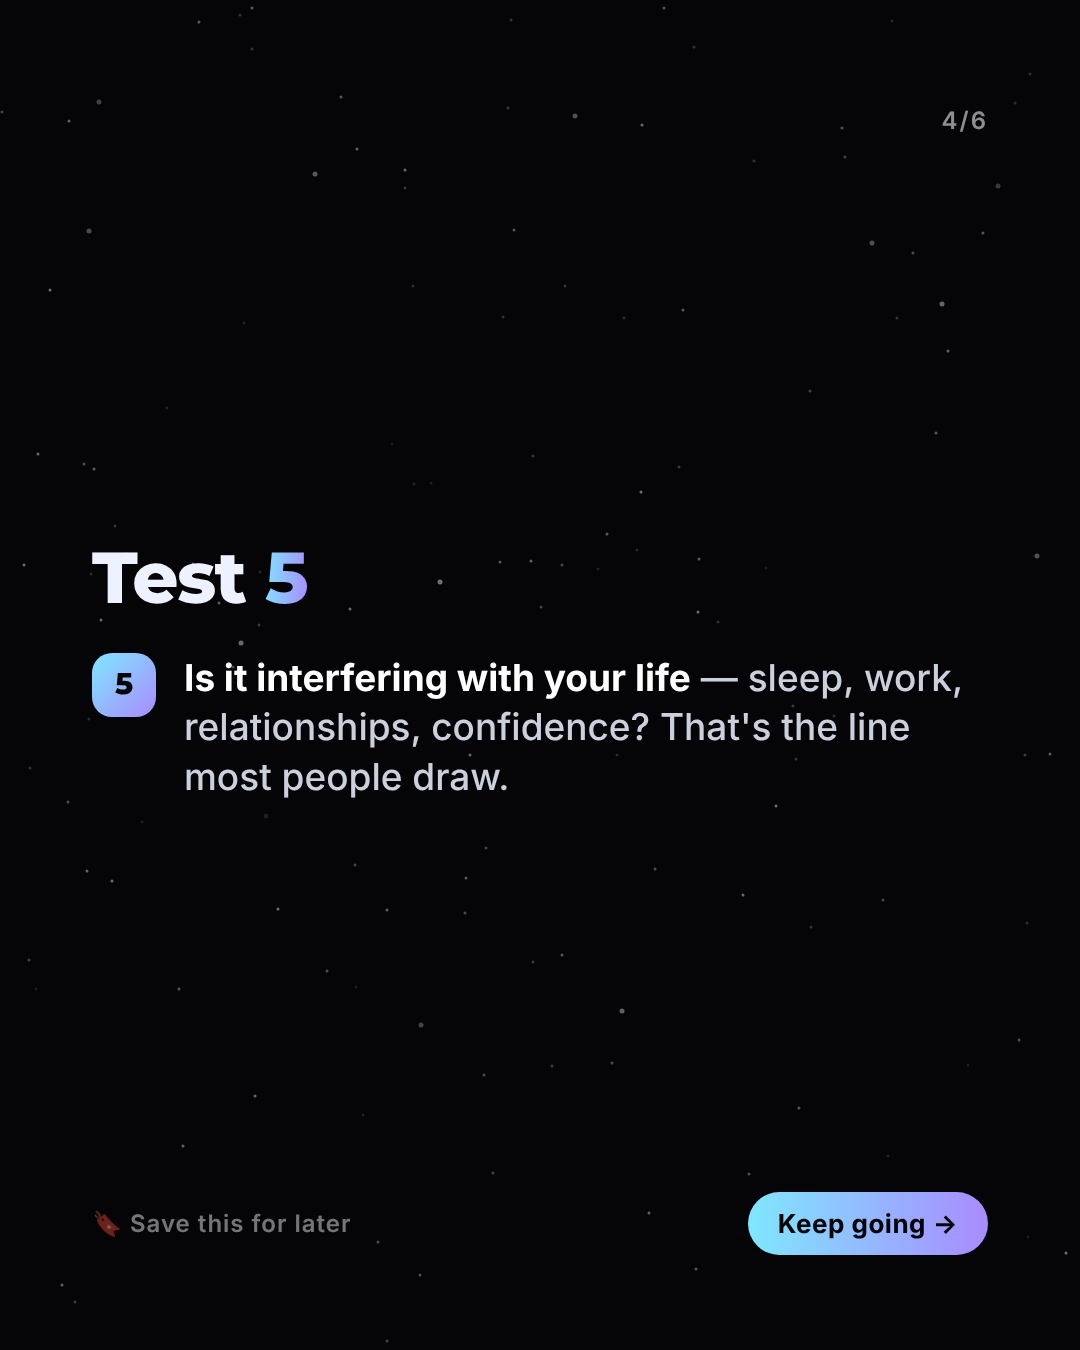 4/6
Test 5
5
Is it interfering with your life — sleep, work,
relationships, confidence? That's the line
most people draw.
🔖 Save this for later
Keep going →